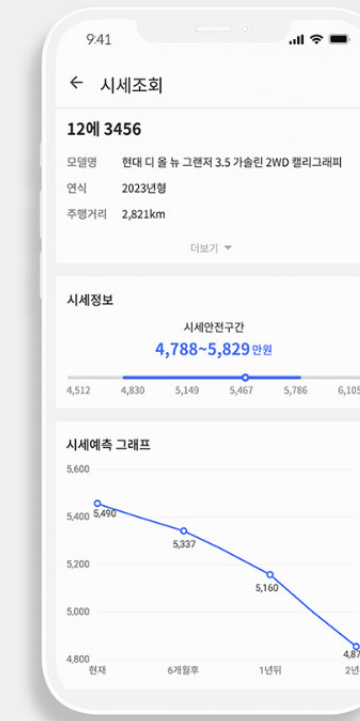 9:41
시세조회
12에 3456
모델명 현대 디 올 뉴 그랜저 3.5 가솔린 2WD 캘리그래피
연식 2023년형
주행거리 2,821km
더보기
시세정보
시세안전구간
4,788~5,829 만원
4,512 4,830 5,149 5,467 5,786 6,105
시세예측 그래프
5,600
5,400
5,490
5,337
5,200
5,160
5,000
4,800
현재 6개월후 1년뒤